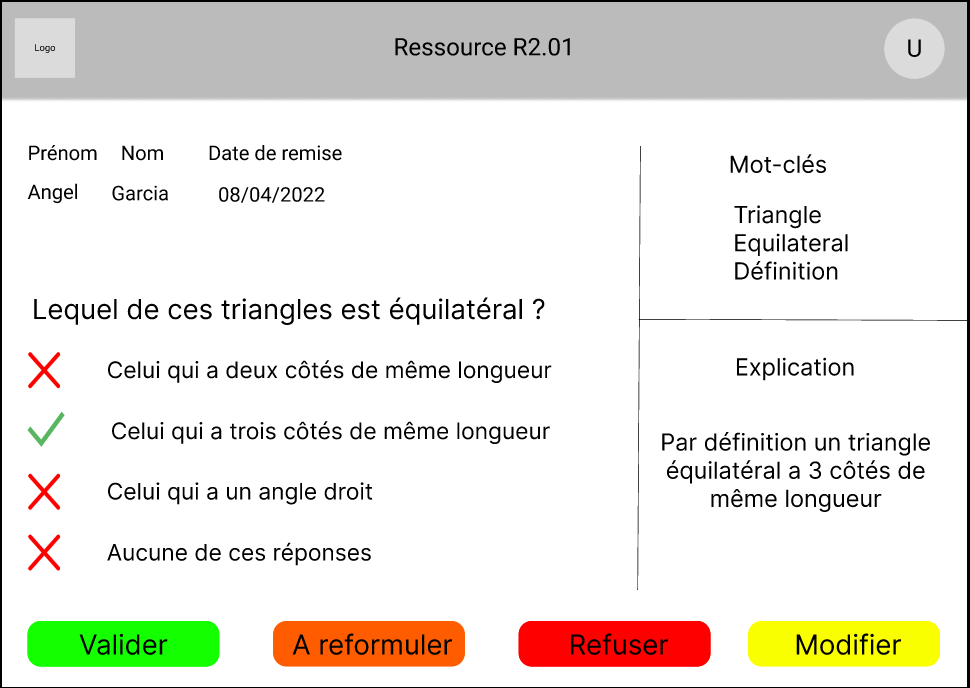 Logo
Ressource R2.01
U
Prénom Nom Date de remise
Angel Garcia 08/04/2022
Lequel de ces triangles est équilatéral ?
Celui qui a deux côtés de même longueur
Celui qui a trois côtés de même longueur
Celui qui a un angle droit
Aucune de ces réponses
Mot-clés
Triangle
Equilateral
Définition
Explication
Par définition un triangle
équilatéral a 3 côtés de
même longueur
Valider
A reformuler
Refuser
Modifier